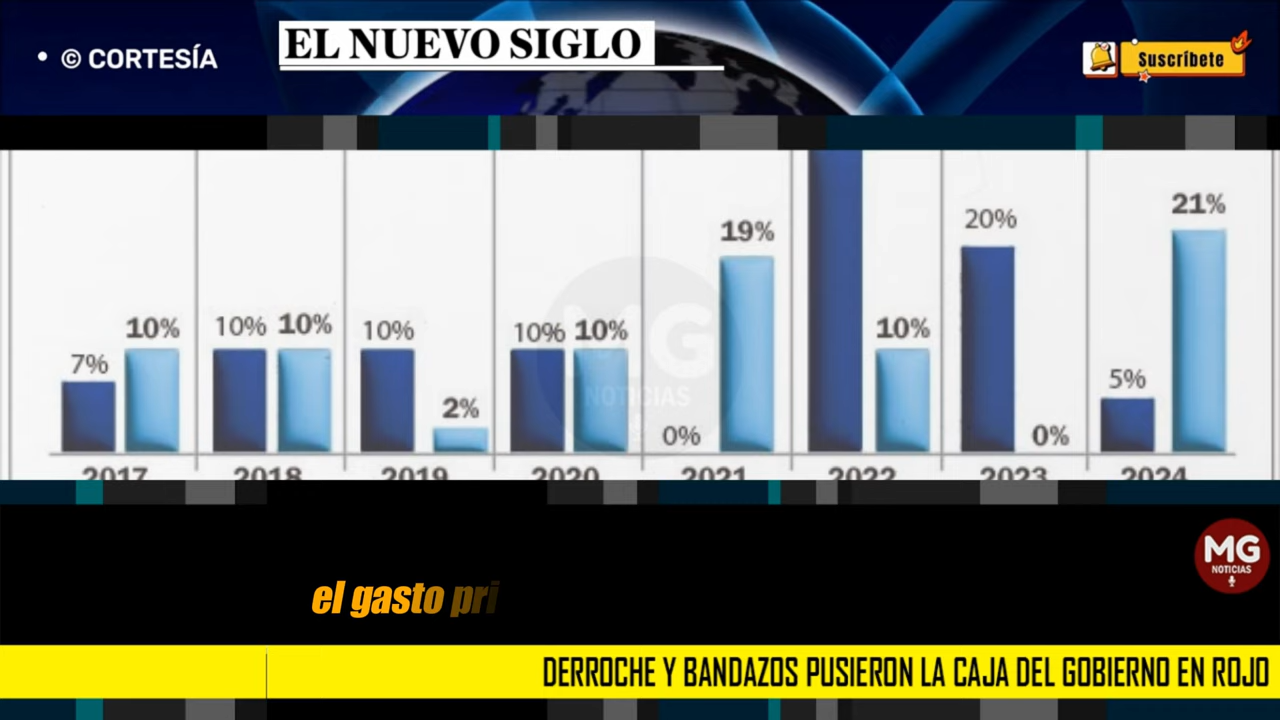 • © CORTESÍA
EL NUEVO SIGLO
Suscríbete
21%
20%
19%
10% 10% 10% 10% 10% 10% 10%
7%
5%
2%
0% 0%
MG
NOTICIAS
2017 2018 2019 2020 2021 2022 2023 2024
MG
NOTICIAS
el gasto pri
DERROCHE Y BANDAZOS PUSIERON LA CAJA DEL GOBIERNO EN ROJO